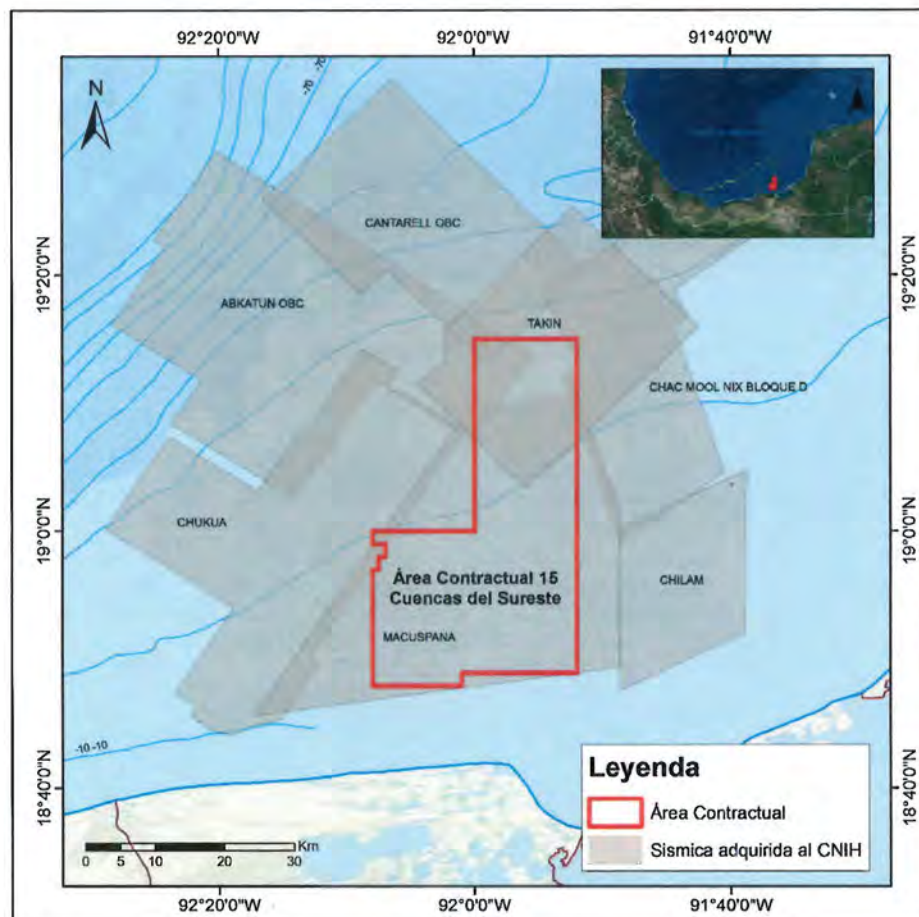 92°20'0"W
92°0'0"W
91°40'0"W
N
-70
-70
CANTARELL OBC
19°20'0"N
19°20'0"N
ABKATUN OBC
TAKIN
CHAC MOOL NIX BLOQUE D
19°0'0"N
19°0'0"N
CHUKUA
Área Contractual 15
Cuencas del Sureste
CHILAM
MACUSPANA
-10 -10
18°40'0"N
18°40'0"N
Leyenda
Área Contractual
Sísmica adquirida al CNIH
Km
0 5 10 20 30
92°20'0"W
92°0'0"W
91°40'0"W